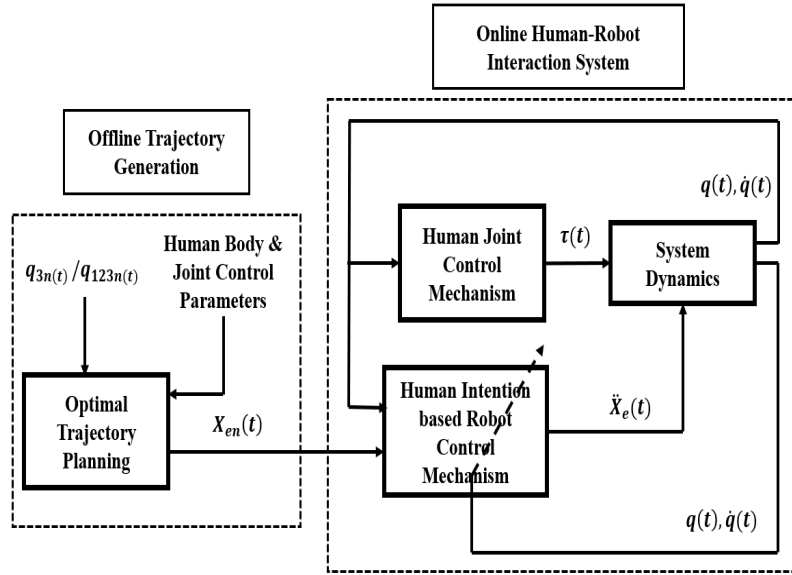 Online Human-Robot
Interaction System
Offline Trajectory
Generation
q(t), q̇(t)
Human Body &
Joint Control
Parameters
q₃ₙ₍ₜ₎ /q₁₂₃ₙ₍ₜ₎
Human Joint
Control
Mechanism
τ(t)
System
Dynamics
Optimal
Trajectory
Planning
Xₑₙ(t)
Human Intention
based Robot
Control
Mechanism
Ẍₑ(t)
q(t), q̇(t)